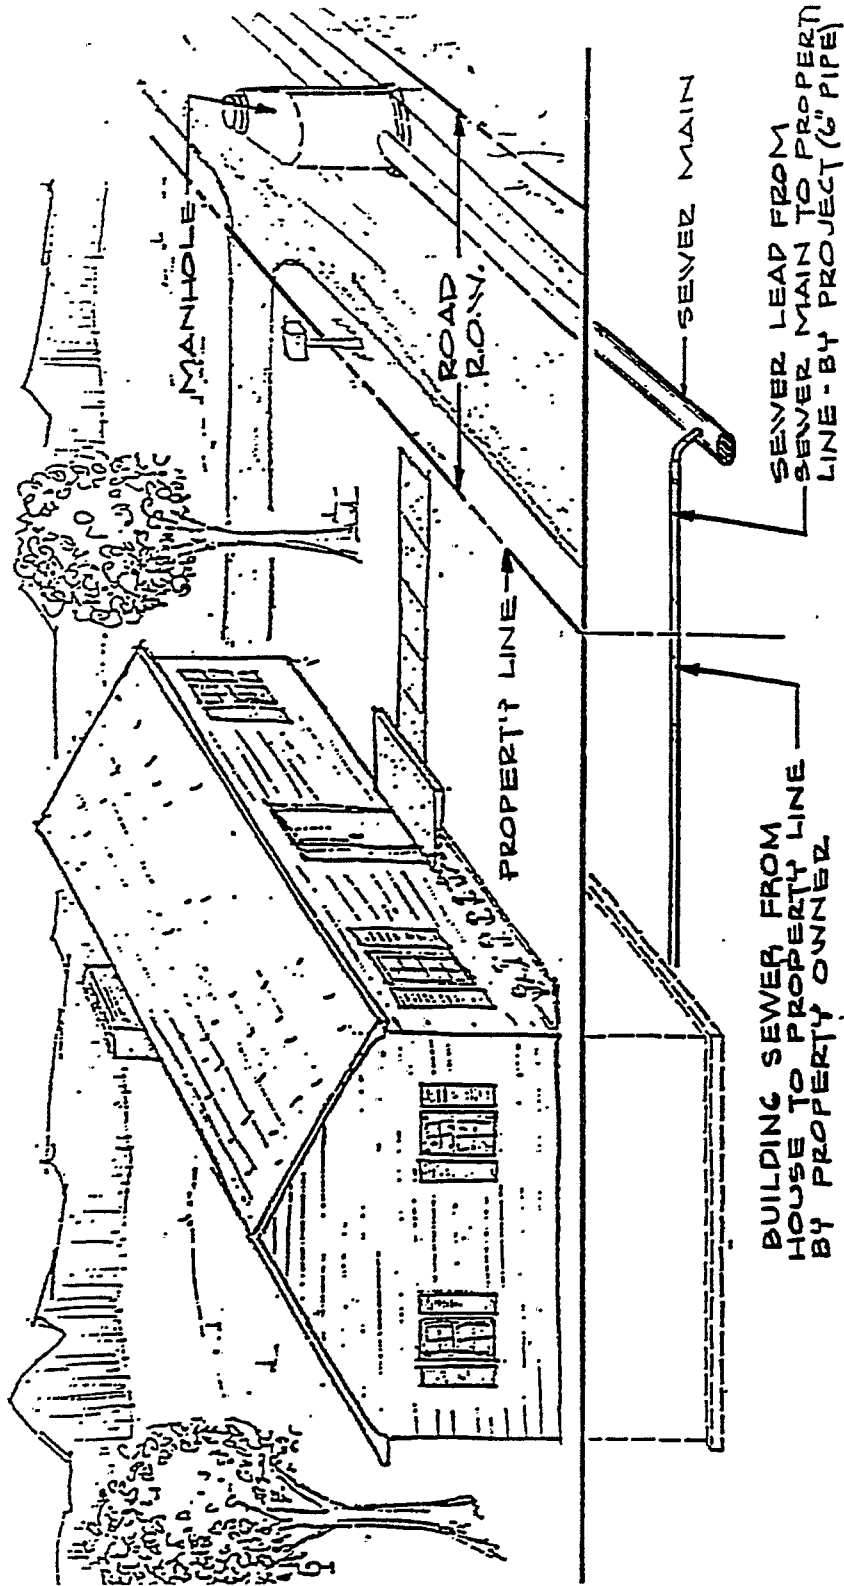 MANHOLE
ROAD
R.O.W.
PROPERTY LINE
SEWER MAIN
SEWER LEAD FROM
SEWER MAIN TO PROPERT
LINE - BY PROJECT (6" PIPE)
BUILDING SEWER FROM
HOUSE TO PROPERTY LINE
BY PROPERTY OWNER